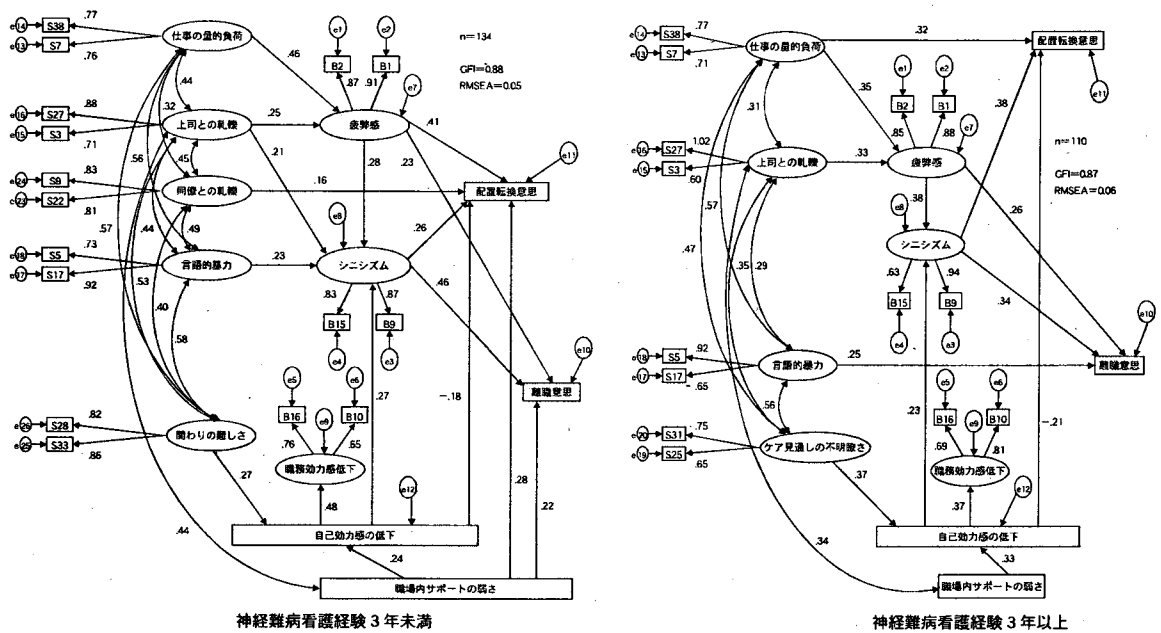 e14 S38 .77
e13 S7 .76
仕事の量的負荷
.46
e1 e2
B2 B1
.87 .91
e7
n=134
GFI=0.88
RMSEA=0.05
.44
.32
e16 S27 .88
e15 S3 .71
上司との軋轢
.25
疲弊感
.41
.21
.28
.23
.56
.45
e24 S9 .83
e23 S22 .81
同僚との軋轢
.16
e11
配置転換意思
.57
.44
.49
e8
.26
e18 S5 .73
e17 S17 .92
言語的暴力
.23
シニシズム
.46
.53
.40
.83 .87
B15 B9
e4 e3
.58
e10
離職意思
e5 e6
B16 e9 B10
.27
-.18
e26 S28 .82
e25 S33 .86
関わりの難しさ
.76 .65
職務効力感低下
.27
.48
e12
.28
.22
.44
自己効力感の低下
.24
職場内サポートの弱さ
神経難病看護経験3年未満
e14 S38 .77
e13 S7 .71
仕事の量的負荷
.32
配置転換意思
e11
e1 e2
B2 B1
.35
.38
.85 .88
e7
.31
n=110
GFI=0.87
RMSEA=0.06
e16 S27 1.02
e15 S3 .60
上司との軋轢
.33
疲弊感
.57
.38
.26
e8
シニシズム
.47
.35
.29
.63 .94
B15 B9
e4 e3
.34
e10
離職意思
e18 S5 .92
e17 S17 .65
言語的暴力
.25
.56
e5 e6
B16 e9 B10
.23
-.21
e20 S31 .75
e19 S25 .65
ケア見通しの不明瞭さ
.69 .81
職務効力感低下
.37
.37
e12
自己効力感の低下
.34
.33
職場内サポートの弱さ
神経難病看護経験3年以上